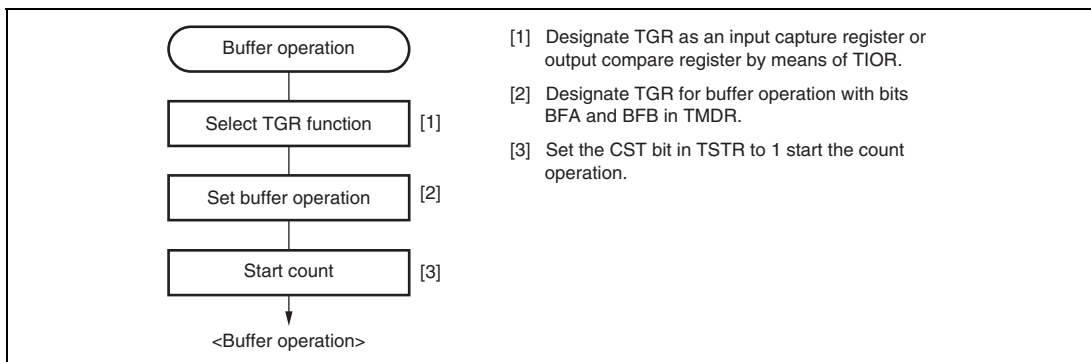 Buffer operation
Select TGR function
[1]
Set buffer operation
[2]
Start count
[3]
<Buffer operation>
[1] Designate TGR as an input capture register or
output compare register by means of TIOR.
[2] Designate TGR for buffer operation with bits
BFA and BFB in TMDR.
[3] Set the CST bit in TSTR to 1 start the count
operation.